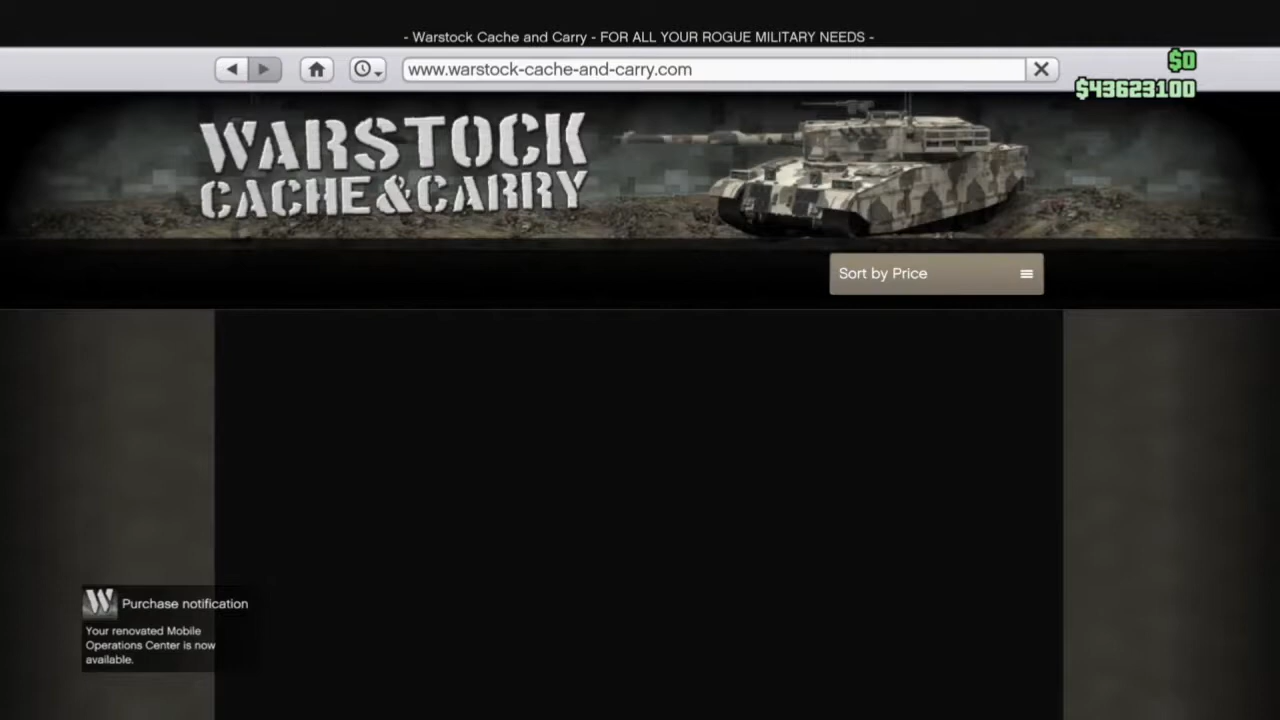 - Warstock Cache and Carry - FOR ALL YOUR ROGUE MILITARY NEEDS -
www.warstock-cache-and-carry.com
$0
$43623100
WARSTOCK
CACHE&CARRY
Sort by Price
W Purchase notification
Your renovated Mobile
Operations Center is now
available.